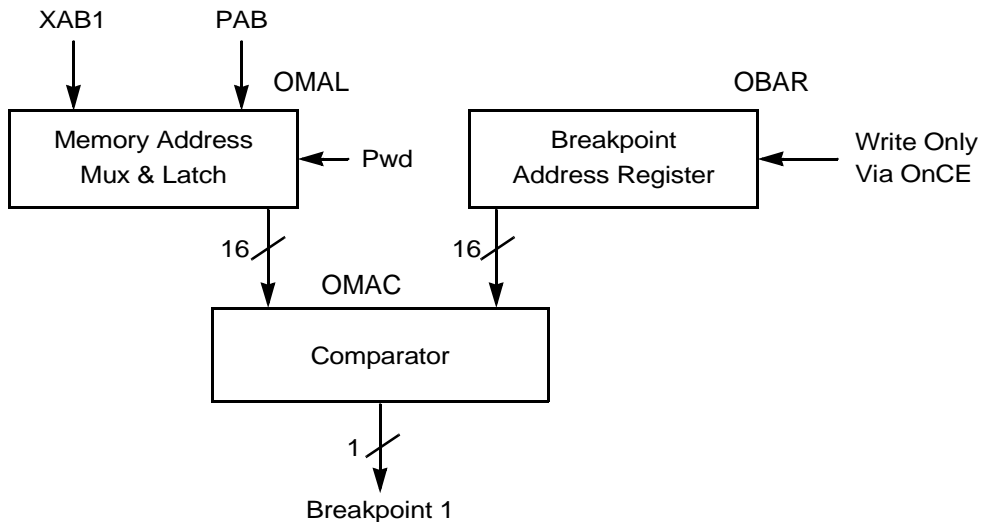 XAB1
PAB
OMAL
OBAR
Memory Address
Mux & Latch
Pwd
Breakpoint
Address Register
Write Only
Via OnCE
16
16
OMAC
Comparator
1
Breakpoint 1